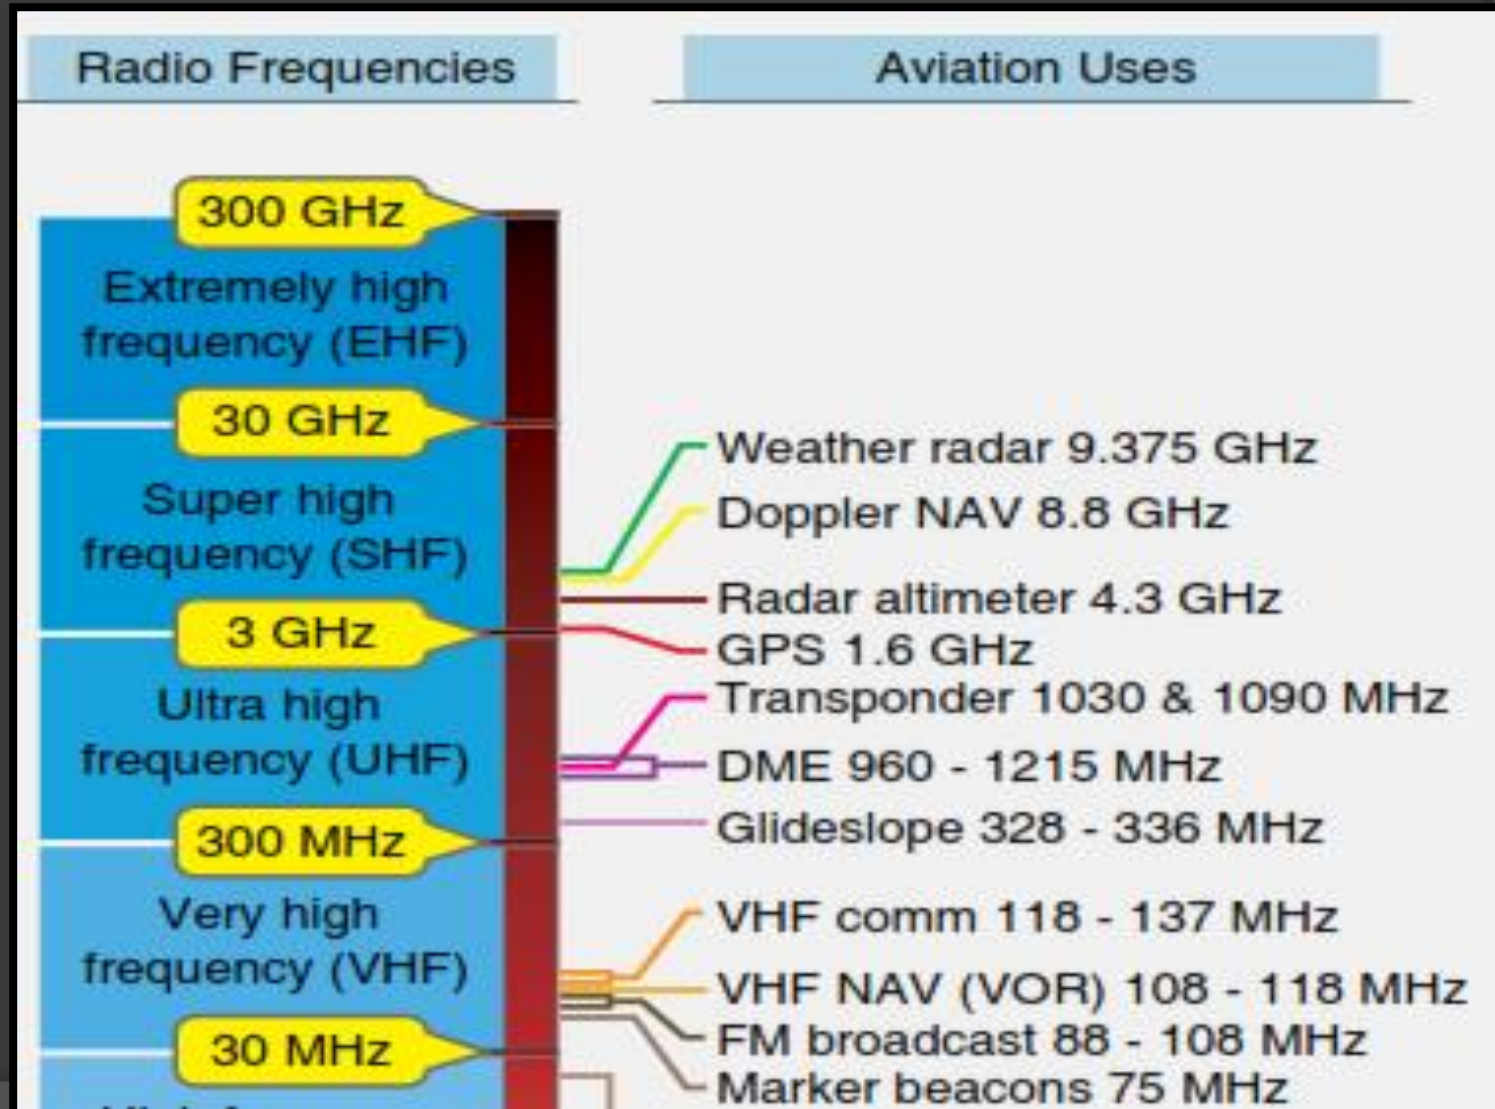 Radio Frequencies
Aviation Uses
300 GHz
Extremely high
frequency (EHF)
30 GHz
Super high
frequency (SHF)
3 GHz
Ultra high
frequency (UHF)
300 MHz
Very high
frequency (VHF)
30 MHz
Weather radar 9.375 GHz
Doppler NAV 8.8 GHz
Radar altimeter 4.3 GHz
GPS 1.6 GHz
Transponder 1030 & 1090 MHz
DME 960 - 1215 MHz
Glideslope 328 - 336 MHz
VHF comm 118 - 137 MHz
VHF NAV (VOR) 108 - 118 MHz
FM broadcast 88 - 108 MHz
Marker beacons 75 MHz